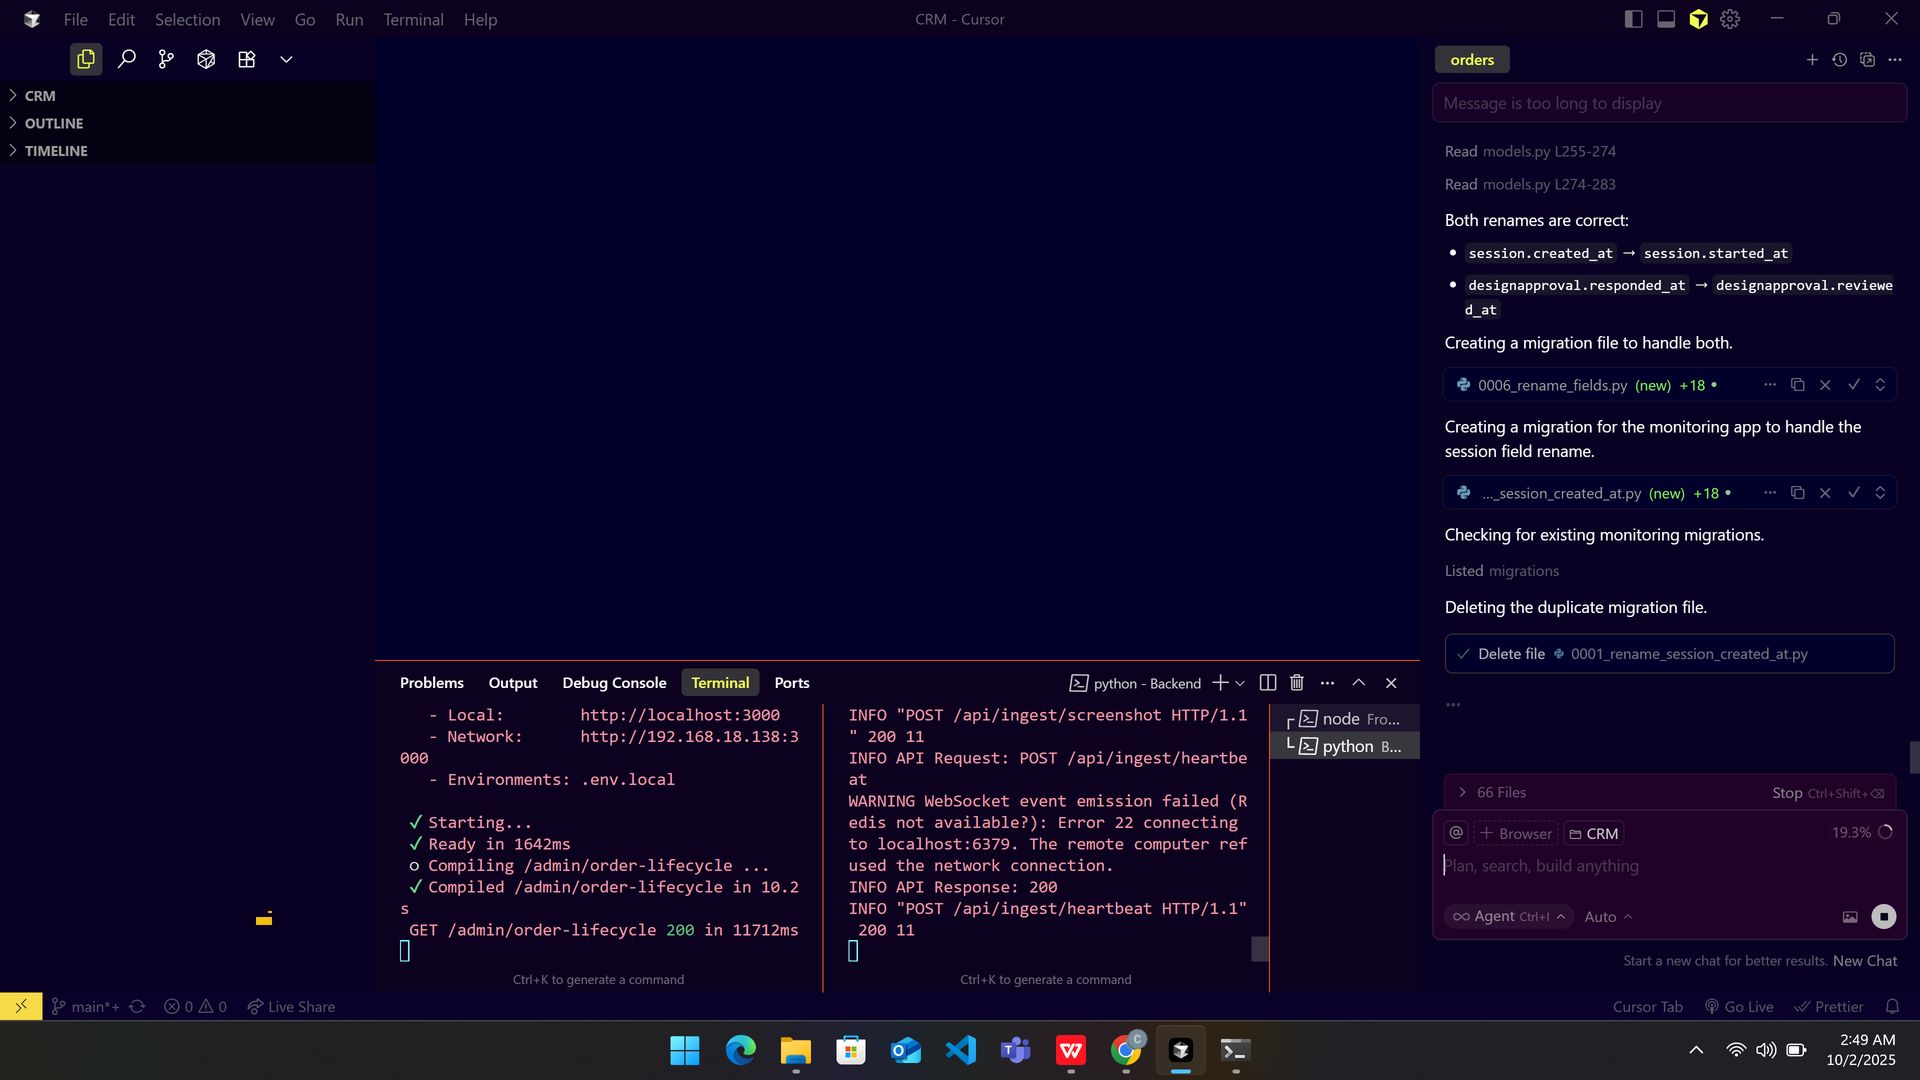 File Edit Selection View Go Run Terminal Help
CRM - Cursor
CRM
OUTLINE
TIMELINE
orders
Message is too long to display
Read models.py L255-274
Read models.py L274-283
Both renames are correct:
session.created_at → session.started_at
designapproval.responded_at → designapproval.reviewe
d_at
Creating a migration file to handle both.
0006_rename_fields.py (new) +18
Creating a migration for the monitoring app to handle the
session field rename.
..._session_created_at.py (new) +18
Checking for existing monitoring migrations.
Listed migrations
Deleting the duplicate migration file.
Delete file 0001_rename_session_created_at.py
...
66 Files Stop Ctrl+Shift+⌫
@ + Browser CRM 19.3%
Plan, search, build anything
Agent Ctrl+I Auto
Start a new chat for better results. New Chat
Problems Output Debug Console Terminal Ports
python - Backend
- Local: http://localhost:3000
- Network: http://192.168.18.138:3
000
- Environments: .env.local
✓ Starting...
✓ Ready in 1642ms
○ Compiling /admin/order-lifecycle ...
✓ Compiled /admin/order-lifecycle in 10.2
s
GET /admin/order-lifecycle 200 in 11712ms
Ctrl+K to generate a command
INFO "POST /api/ingest/screenshot HTTP/1.1
" 200 11
INFO API Request: POST /api/ingest/heartbe
at
WARNING WebSocket event emission failed (R
edis not available?): Error 22 connecting
to localhost:6379. The remote computer ref
used the network connection.
INFO API Response: 200
INFO "POST /api/ingest/heartbeat HTTP/1.1"
200 11
Ctrl+K to generate a command
node Fro...
python B...
main*+ 0 0 Live Share
Cursor Tab Go Live Prettier
C
2:49 AM
10/2/2025